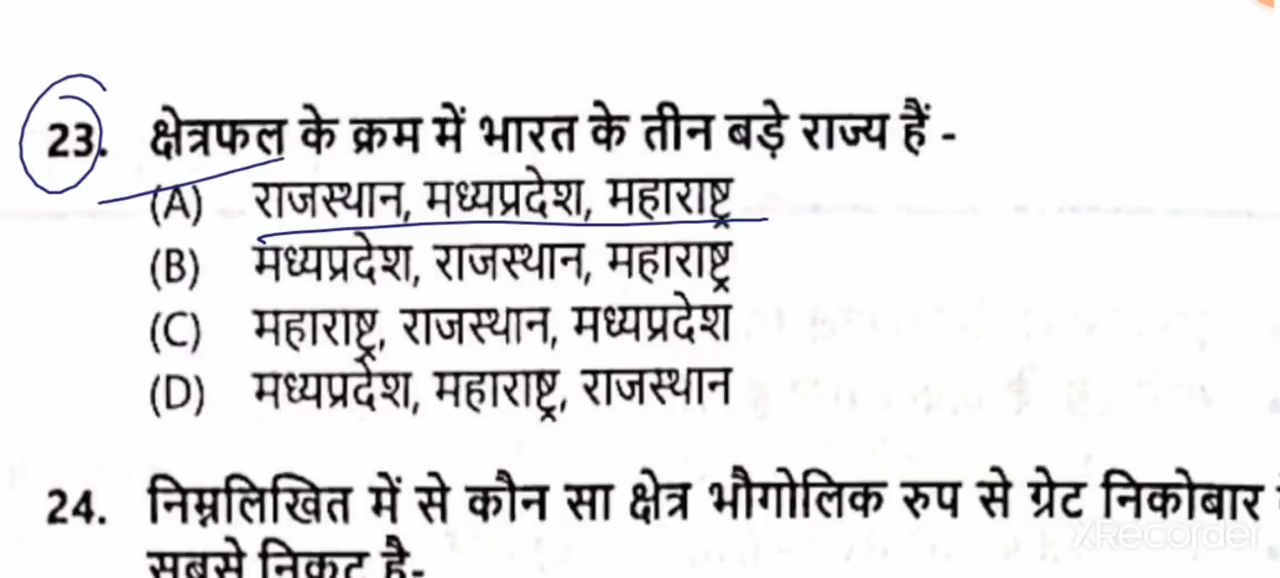 23. क्षेत्रफल के क्रम में भारत के तीन बड़े राज्य हैं -
(A) राजस्थान, मध्यप्रदेश, महाराष्ट्र
(B) मध्यप्रदेश, राजस्थान, महाराष्ट्र
(C) महाराष्ट्र, राजस्थान, मध्यप्रदेश
(D) मध्यप्रदेश, महाराष्ट्र, राजस्थान
24. निम्नलिखित में से कौन सा क्षेत्र भौगोलिक रुप से ग्रेट निकोबार
XRecorder
सबसे निकट है-